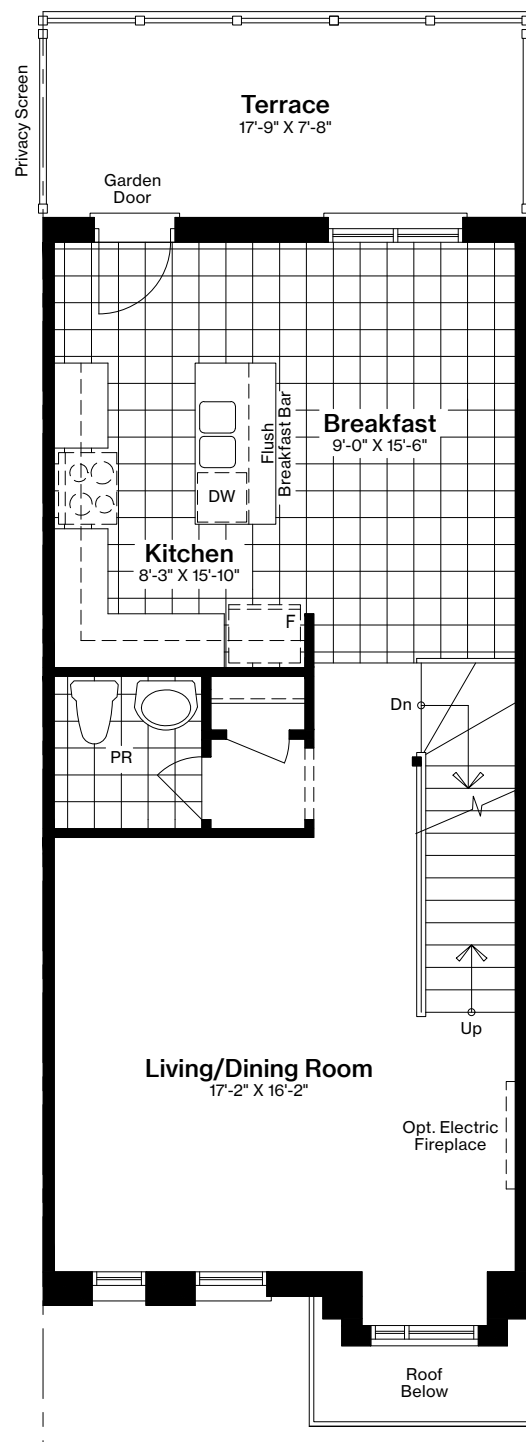 Privacy Screen
Terrace
17'-9" X 7'-8"
Garden
Door
Flush
Breakfast Bar
Breakfast
9'-0" X 15'-6"
DW
Kitchen
8'-3" X 15'-10"
F
Dn
PR
Up
Living/Dining Room
17'-2" X 16'-2"
Opt. Electric
Fireplace
Roof
Below